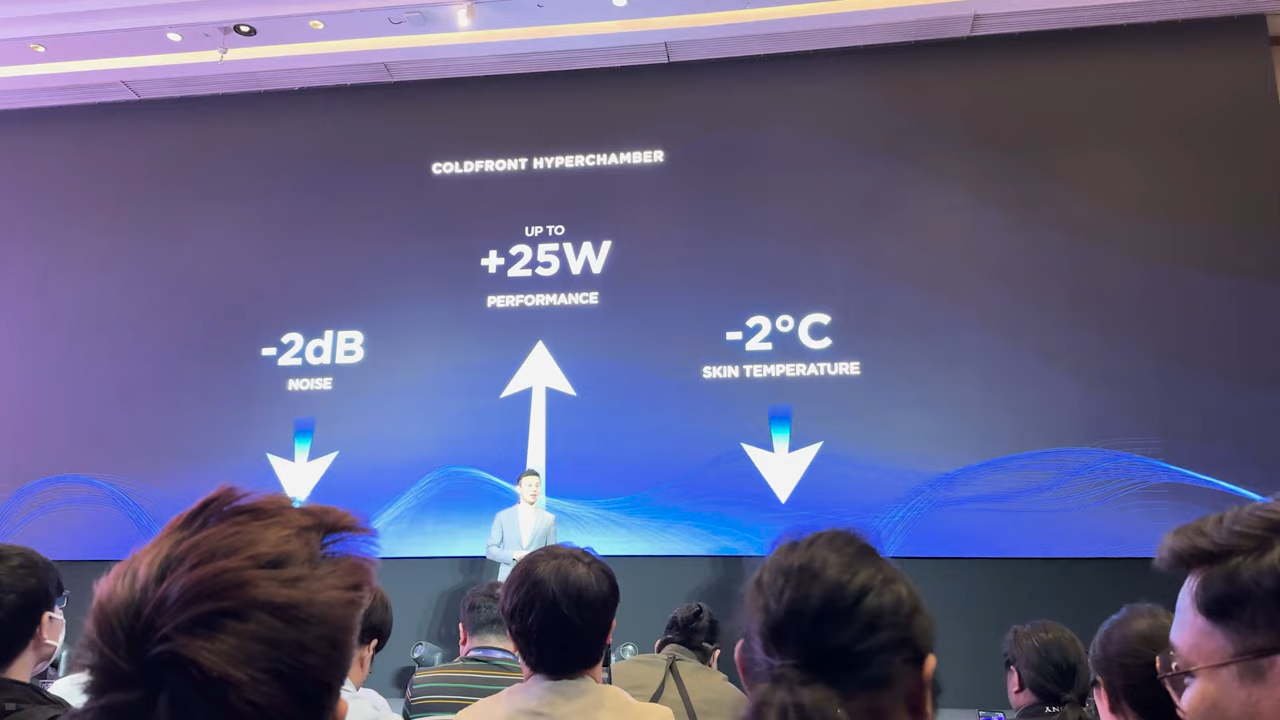 COLDFRONT HYPERCHAMBER
UP TO
+25W
PERFORMANCE
-2dB
NOISE
-2°C
SKIN TEMPERATURE